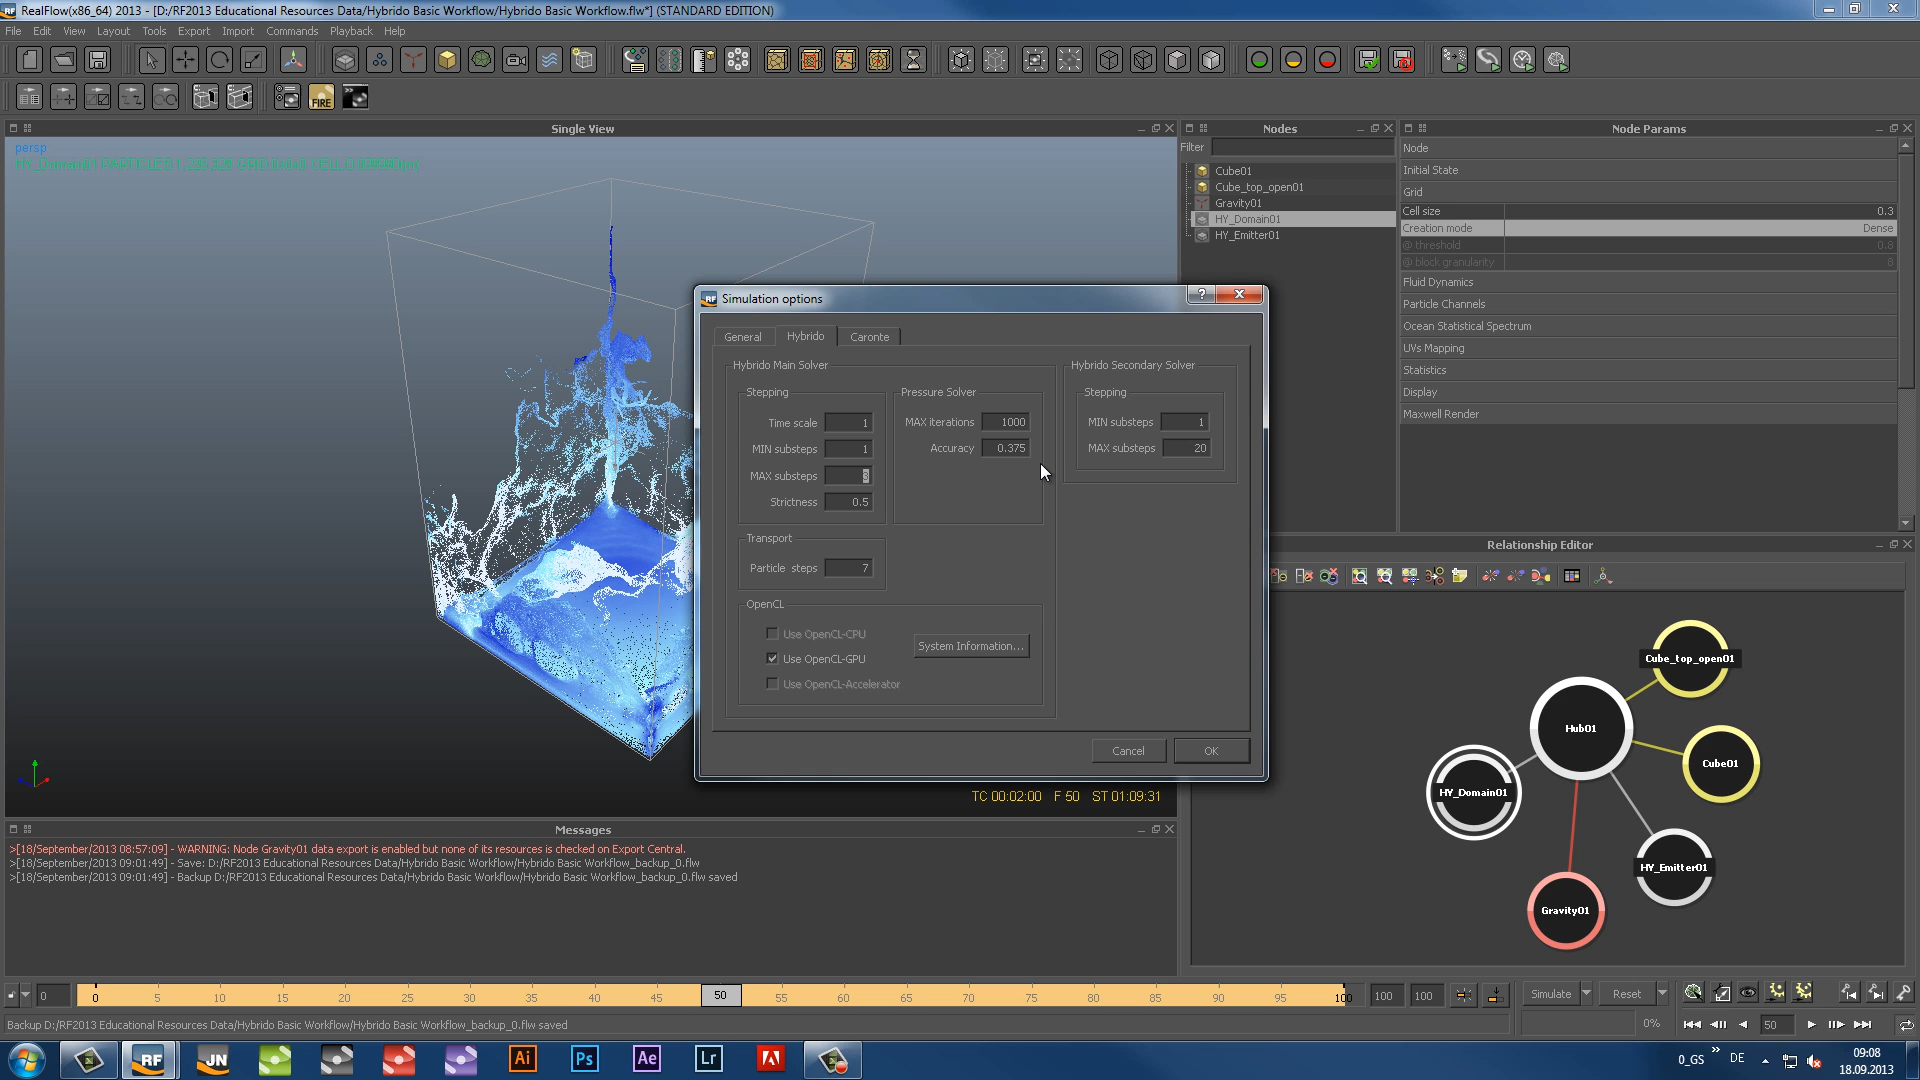 RealFlow(x86_64) 2013 - [D:/RF2013 Educational Resources Data/Hybrido Basic Workflow/Hybrido Basic Workflow.flw*] (STANDARD EDITION)
File Edit View Layout Tools Export Import Commands Playback Help
FIRE
Single View
persp
Nodes
Filter
Cube01
Cube_top_open01
Gravity01
HY_Domain01
HY_Emitter01
Node Params
Node
Initial State
Grid
Cell size 0.3
Creation mode Dense
@ threshold 0.8
@ block granularity 8
Fluid Dynamics
Particle Channels
Ocean Statistical Spectrum
UVs Mapping
Statistics
Display
Maxwell Render
Simulation options
General Hybrido Caronte
Hybrido Main Solver
Stepping
Time scale 1
MIN substeps 1
MAX substeps 3
Strictness 0.5
Pressure Solver
MAX iterations 1000
Accuracy 0.375
Hybrido Secondary Solver
Stepping
MIN substeps 1
MAX substeps 20
Transport
Particle steps 7
OpenCL
Use OpenCL-CPU
Use OpenCL-GPU
Use OpenCL-Accelerator
System Information...
Cancel OK
TC 00:02:00 F 50 ST 01:09:31
Relationship Editor
Cube_top_open01
Hub01
Cube01
HY_Domain01
HY_Emitter01
Gravity01
Messages
>[18/September/2013 08:57:09] - WARNING: Node Gravity01 data export is enabled but none of its resources is checked on Export Central.
>[18/September/2013 09:01:49] - Save: D:/RF2013 Educational Resources Data/Hybrido Basic Workflow/Hybrido Basic Workflow_backup_0.flw
>[18/September/2013 09:01:49] - Backup D:/RF2013 Educational Resources Data/Hybrido Basic Workflow/Hybrido Basic Workflow_backup_0.flw saved
0 0 5 10 15 20 25 30 35 40 45 50 55 60 65 70 75 80 85 90 95 100 100 100
Simulate Reset
0% 50
Backup D:/RF2013 Educational Resources Data/Hybrido Basic Workflow/Hybrido Basic Workflow_backup_0.flw saved
RF JN Ai Ps Ae Lr
0_GS DE
09:08
18.09.2013